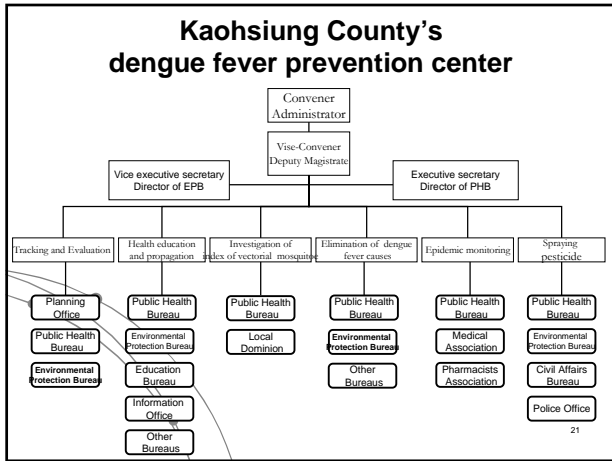 Kaohsiung County's
dengue fever prevention center
Convener
Administrator
Vise-Convener
Deputy Magistrate
Vice executive secretary
Director of EPB
Executive secretary
Director of PHB
Tracking and Evaluation
Health education
and propagation
Investigation of
index of vectorial mosquitoe
Elimination of dengue
fever causes
Epidemic monitoring
Spraying
pesticide
Planning
Office
Public Health
Bureau
Environmental
Protection Bureau
Public Health
Bureau
Environmental
Protection Bureau
Education
Bureau
Information
Office
Other
Bureaus
Public Health
Bureau
Local
Dominion
Public Health
Bureau
Environmental
Protection Bureau
Other
Bureaus
Public Health
Bureau
Medical
Association
Pharmacists
Association
Public Health
Bureau
Environmental
Protection Bureau
Civil Affairs
Bureau
Police Office
21